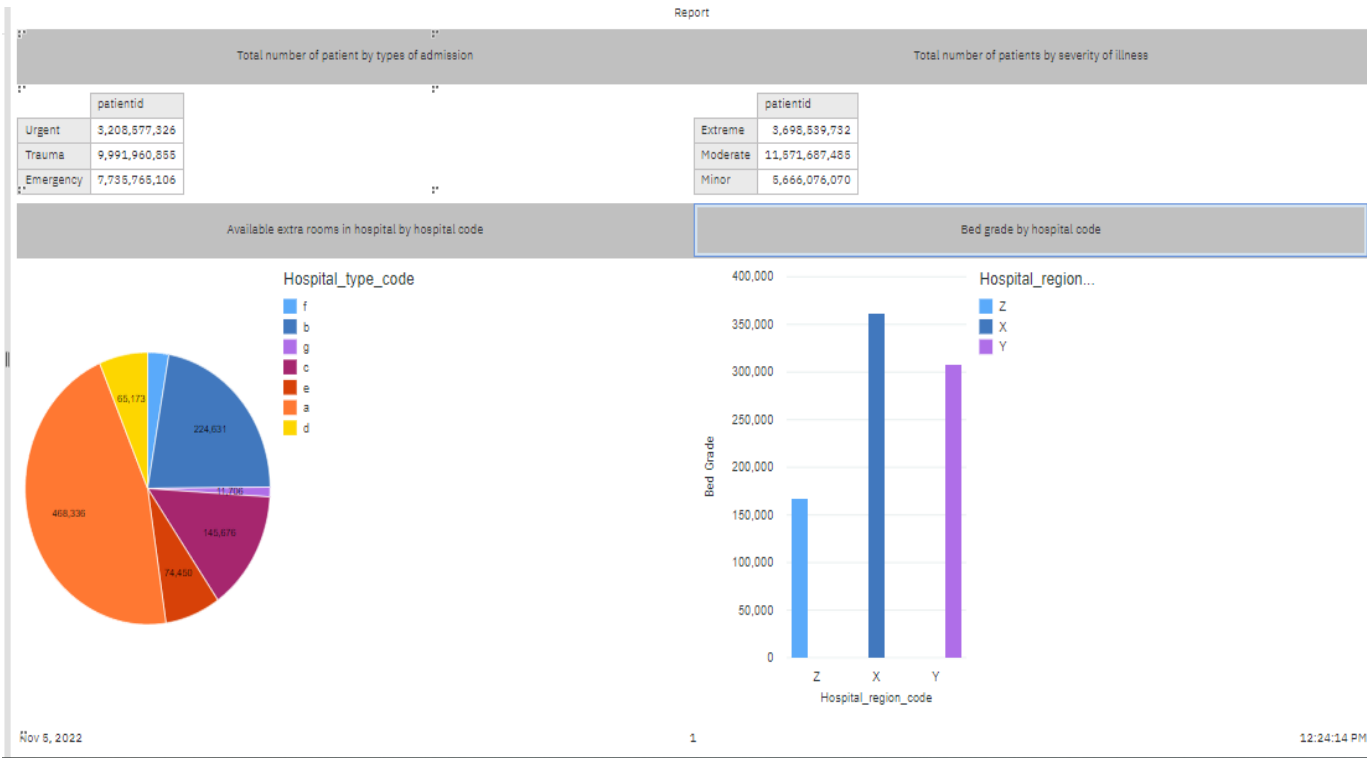 Report
Total number of patient by types of admission
Total number of patients by severity of illness
patientid
Urgent 3,208,577,326
Trauma 9,991,960,855
Emergency 7,735,765,106
patientid
Extreme 3,698,539,732
Moderate 11,571,687,485
Minor 5,666,076,070
Available extra rooms in hospital by hospital code
Bed grade by hospital code
Hospital_type_code
f
b
g
c
e
a
d
65,173
224,631
11,706
468,336
145,676
74,450
Hospital_region...
Z
X
Y
400,000
350,000
300,000
250,000
200,000
150,000
100,000
50,000
0
Bed Grade
Z X Y
Hospital_region_code
Nov 5, 2022 1 12:24:14 PM